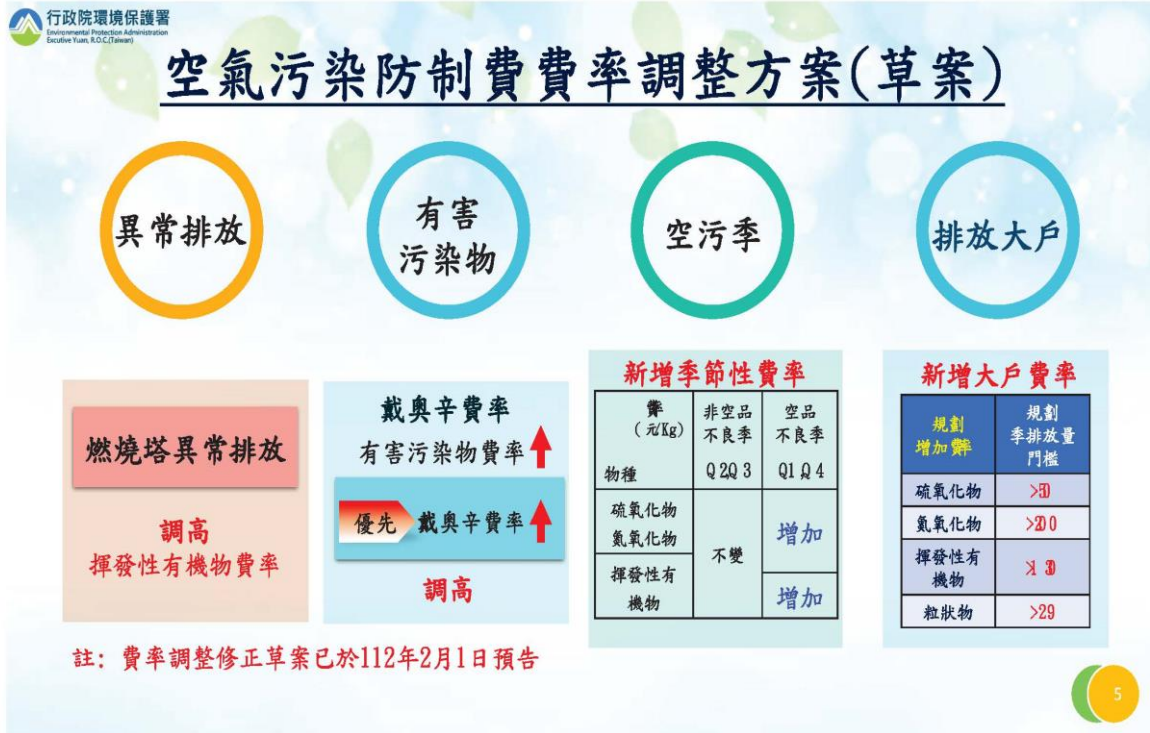 行政院環境保護署
Environmental Protection Administration
Excutive Yuan, R.O.C.(Taiwan)
空氣污染防制費費率調整方案(草案)
異常排放
有害
污染物
空污季
排放大戶
燃燒塔異常排放
調高
揮發性有機物費率
戴奧辛費率
有害污染物費率
優先
戴奧辛費率
調高
新增季節性費率
(元/Kg)
物種
非空品
不良季
空品
不良季
Q1 Q4
硫氧化物
氮氧化物
揮發性有
機物
不變
增加
增加
新增大戶費率
規劃
增加
規劃
季排放量
門檻
硫氧化物
氮氧化物
揮發性有
機物
粒狀物
>29
註: 費率調整修正草案已於112年2月1日預告
5